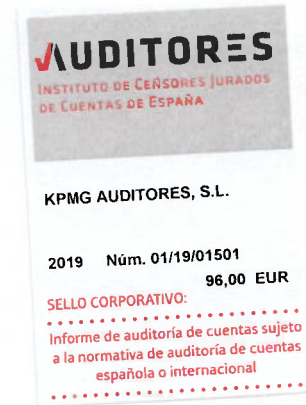 AUDITORES
INSTITUTO DE CENSORES JURADOS
DE CUENTAS DE ESPAÑA
KPMG AUDITORES, S.L.
2019 Núm. 01/19/01501
96,00 EUR
SELLO CORPORATIVO:
Informe de auditoría de cuentas sujeto
a la normativa de auditoría de cuentas
española o internacional